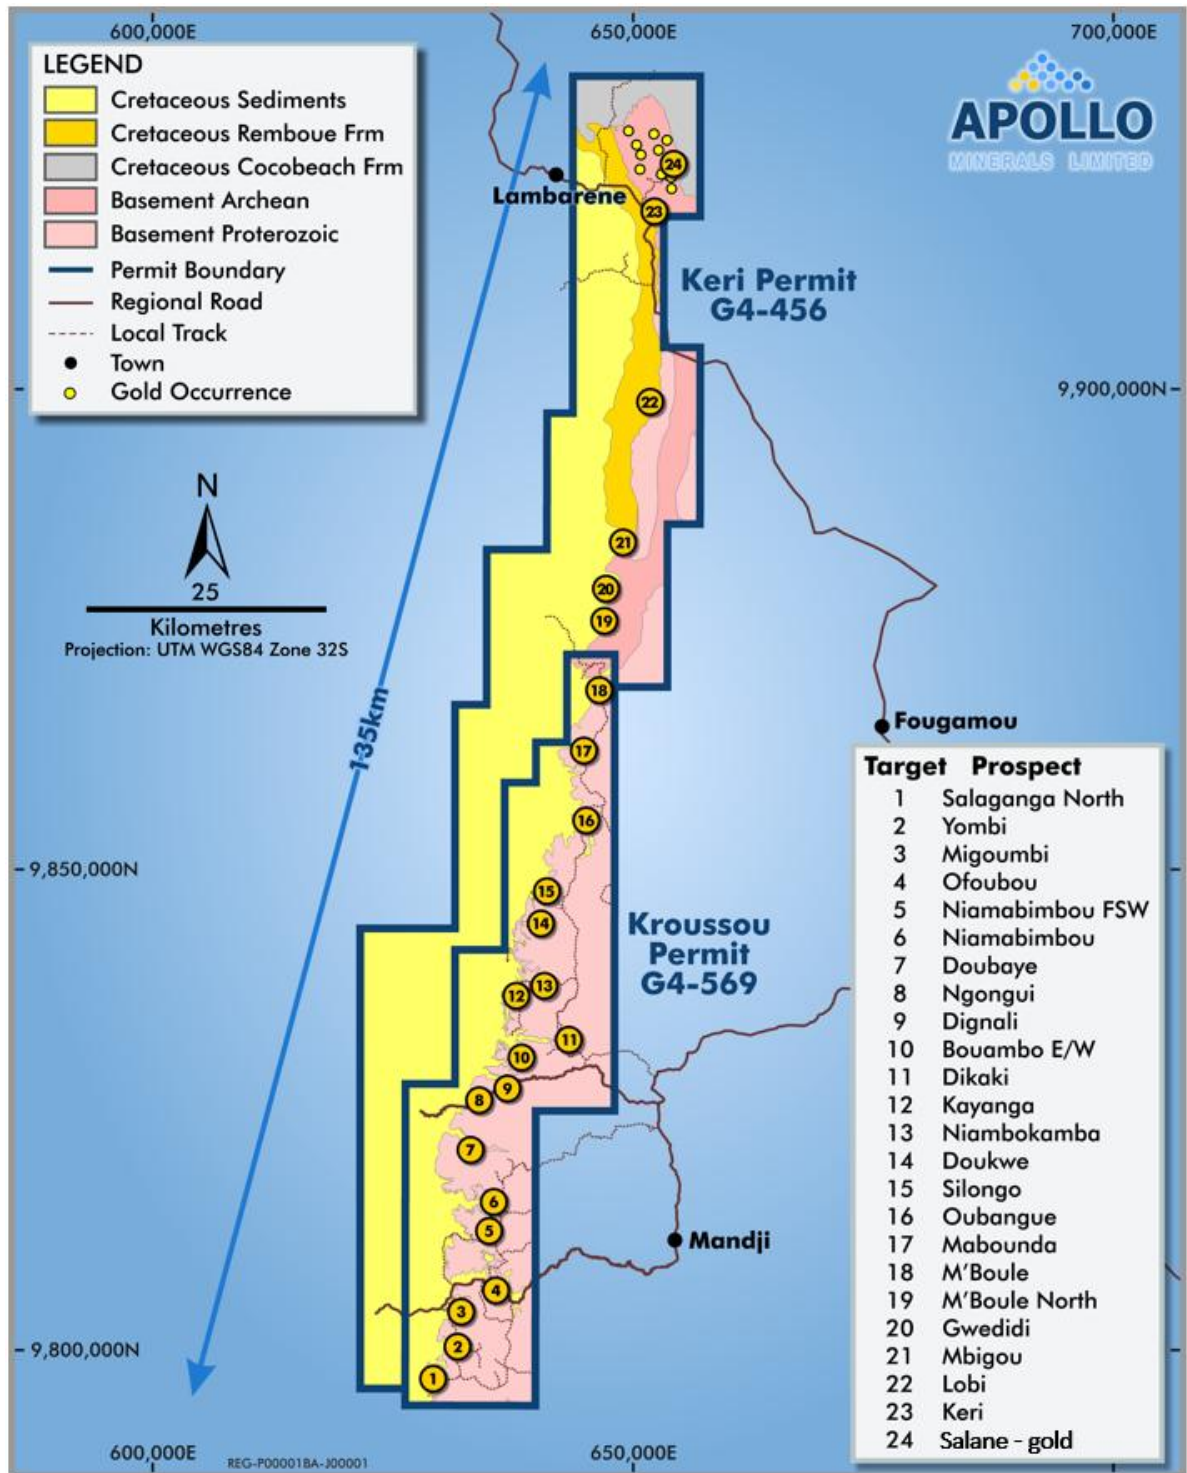 600,000E
650,000E
700,000E
LEGEND
Cretaceous Sediments
Cretaceous Remboue Frm
Cretaceous Cocobeach Frm
Basement Archean
Basement Proterozoic
Permit Boundary
Regional Road
Local Track
Town
Gold Occurrence
APOLLO
MINERALS LIMITED
Lambarene
24
23
Keri Permit
G4-456
22
9,900,000N
N
25
Kilometres
Projection: UTM WGS84 Zone 32S
21
20
19
18
135km
17
Fougamou
16
9,850,000N
15
14
Kroussou
Permit
G4-569
13
12
11
10
9
8
7
6
5
Mandji
4
3
2
9,800,000N
1
Target Prospect
1 Salaganga North
2 Yombi
3 Migoumbi
4 Ofoubou
5 Niamabimbou FSW
6 Niamabimbou
7 Doubaye
8 Ngongui
9 Dignali
10 Bouambo E/W
11 Dikaki
12 Kayanga
13 Niambokamba
14 Doukwe
15 Silongo
16 Oubangue
17 Mabounda
18 M'Boule
19 M'Boule North
20 Gwedidi
21 Mbigou
22 Lobi
23 Keri
24 Salane - gold
600,000E
REG-P00001BA-J00001
650,000E